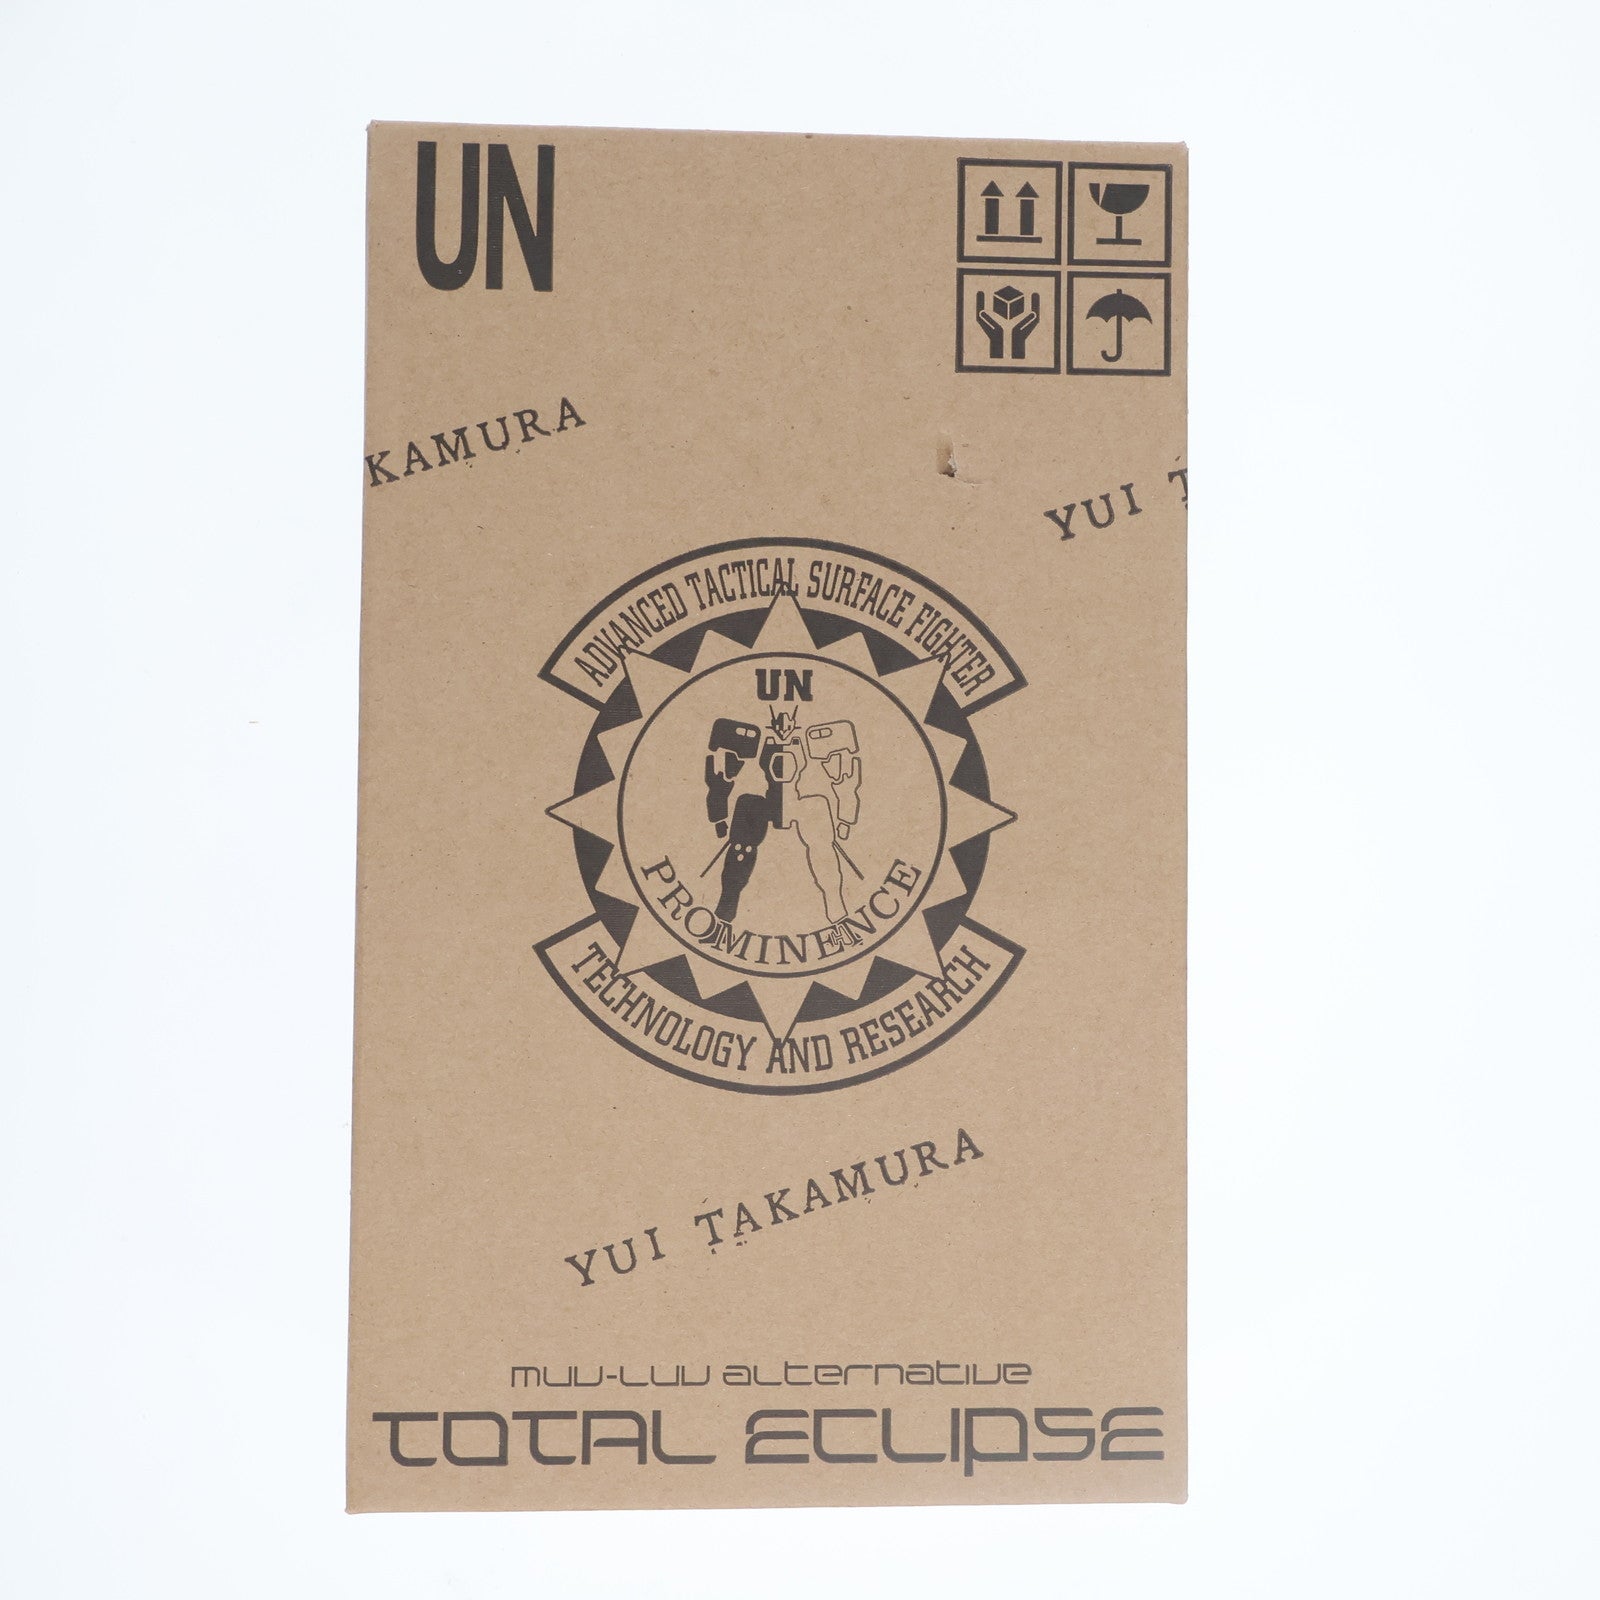 UN
KAMURA
YUI T
ADVANCED TACTICAL SURFACE FIGHTER
UN
PROMINENCE
TECHNOLOGY AND RESEARCH
YUI TAKAMURA
muv-luv alternative
TOTAL ECLIPSE